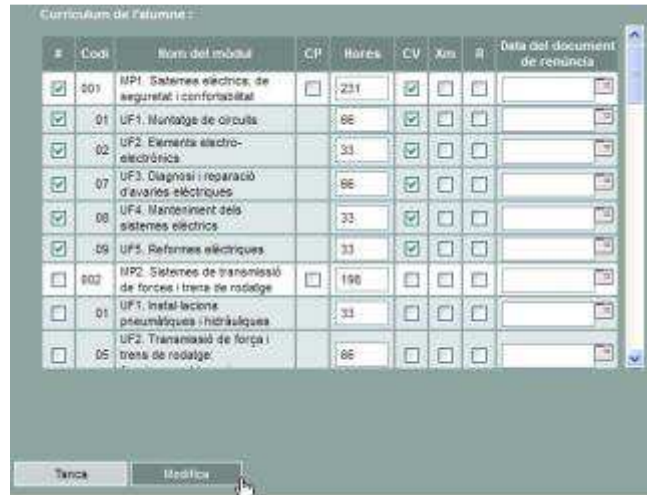 Currículum de l'alumne :
# Codi Nom del mòdul CP Hores CV Xm R Data del document de renúncia
001 MP1. Sistemes elèctrics, de
seguretat i confortabilitat 231
01 UF1. Muntatge de circuits 66
02 UF2. Elements electro-
electrònics 33
07 UF3. Diagnosi i reparació
d'avaries elèctriques 66
08 UF4. Manteniment dels
sistemes elèctrics 33
09 UF5. Reformes elèctriques 33
002 MP2. Sistemes de transmissió
de forces i trens de rodatge 198
01 UF1. Instal·lacions
pneumàtiques i hidràuliques 33
05 UF2. Transmissió de força i
trens de rodatge: 66
Tanca Modifica